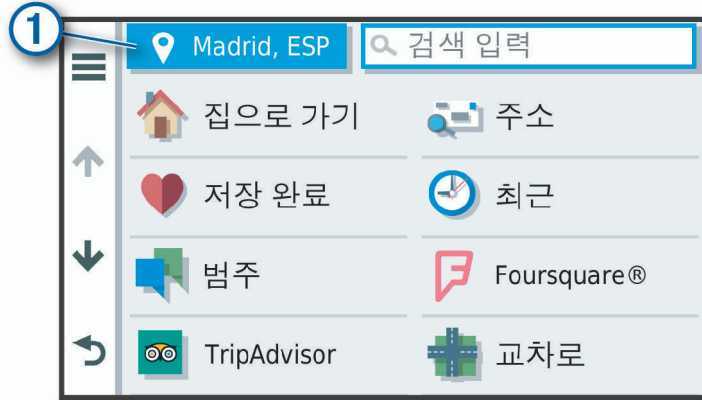 1
Madrid, ESP
검색 입력
집으로 가기
주소
저장 완료
최근
범주
Foursquare®
TripAdvisor
교차로